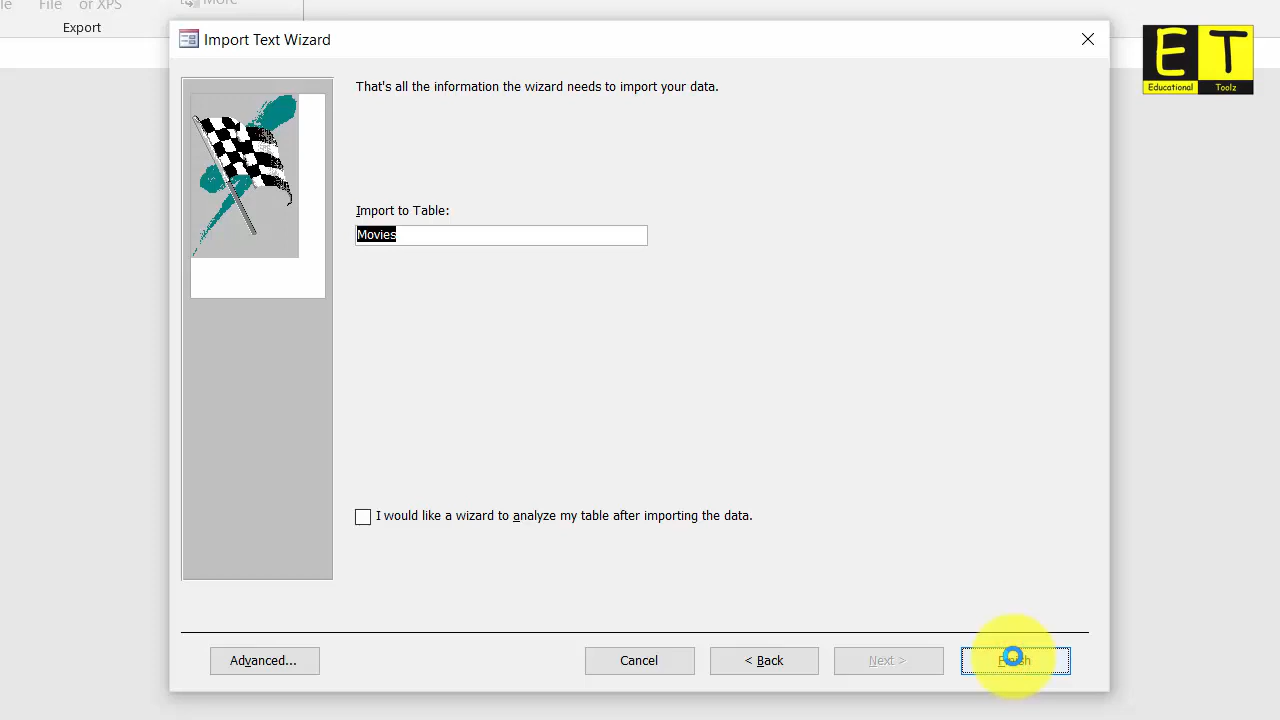 File
or XPS
More
Export
Import Text Wizard
E T
Educational Toolz
That's all the information the wizard needs to import your data.
Import to Table:
Movies
I would like a wizard to analyze my table after importing the data.
Advanced...
Cancel
< Back
Next >
Finish